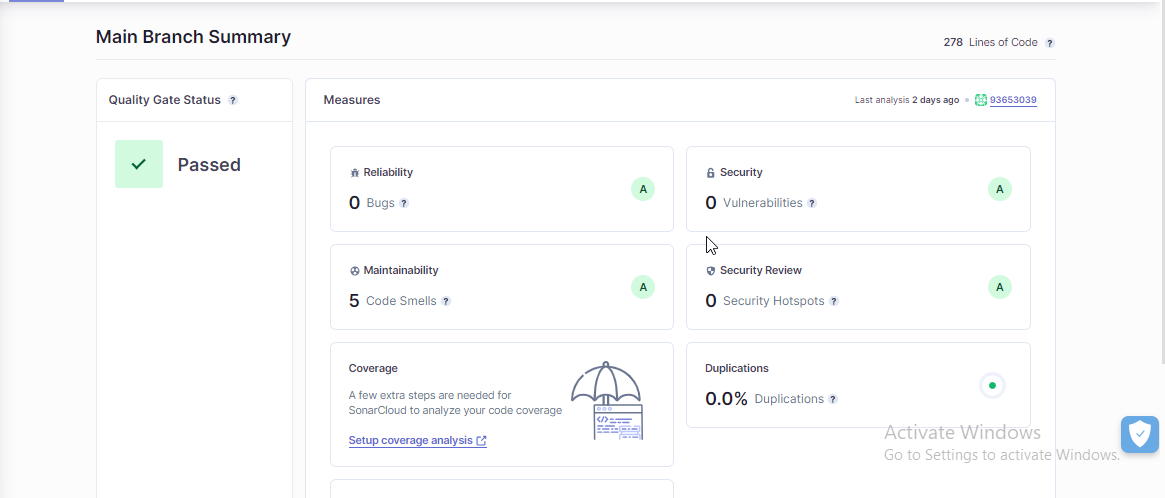 Main Branch Summary
278 Lines of Code ?
Quality Gate Status ?
Passed
Measures
Last analysis 2 days ago • 93653039
Reliability
0 Bugs ?
A
Security
0 Vulnerabilities ?
A
Maintainability
5 Code Smells ?
A
Security Review
0 Security Hotspots ?
A
Coverage
A few extra steps are needed for
SonarCloud to analyze your code coverage
Setup coverage analysis
</>
Duplications
0.0% Duplications ?
Activate Windows
Go to Settings to activate Windows.